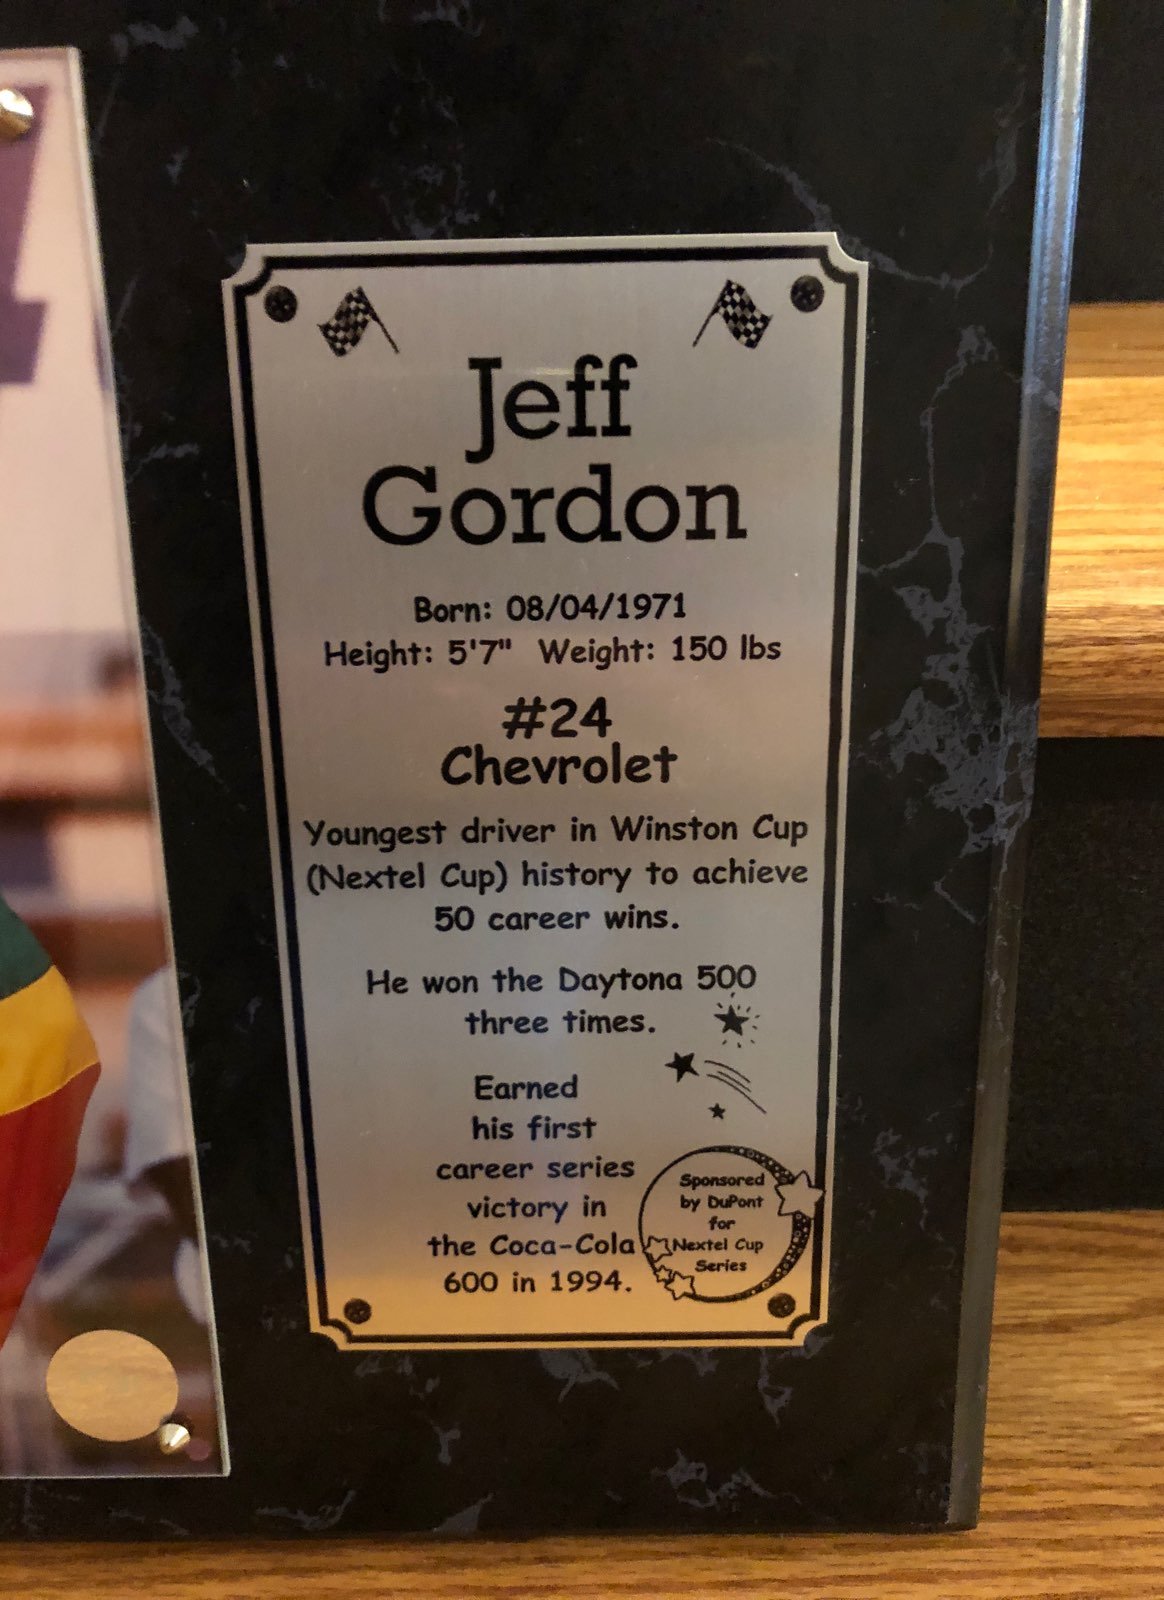 Jeff
Gordon
Born: 08/04/1971
Height: 5'7" Weight: 150 lbs
#24
Chevrolet
Youngest driver in Winston Cup
(Nextel Cup) history to achieve
50 career wins.
He won the Daytona 500
three times.
Earned
his first
career series
victory in
the Coca-Cola
600 in 1994.
Sponsored
by DuPont
for
Nextel Cup
Series